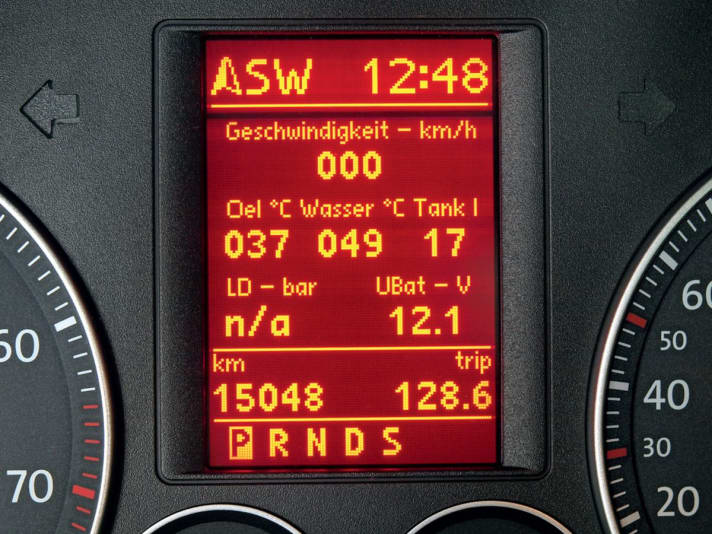 SW 12:48
Geschwindigkeit – km/h
000
Oel °C Wasser °C Tank l
037 049 17
LD – bar UBat – V
n/a 12.1
km trip
15048 128.6
P R N D S
60
70
60
50
40
30
20